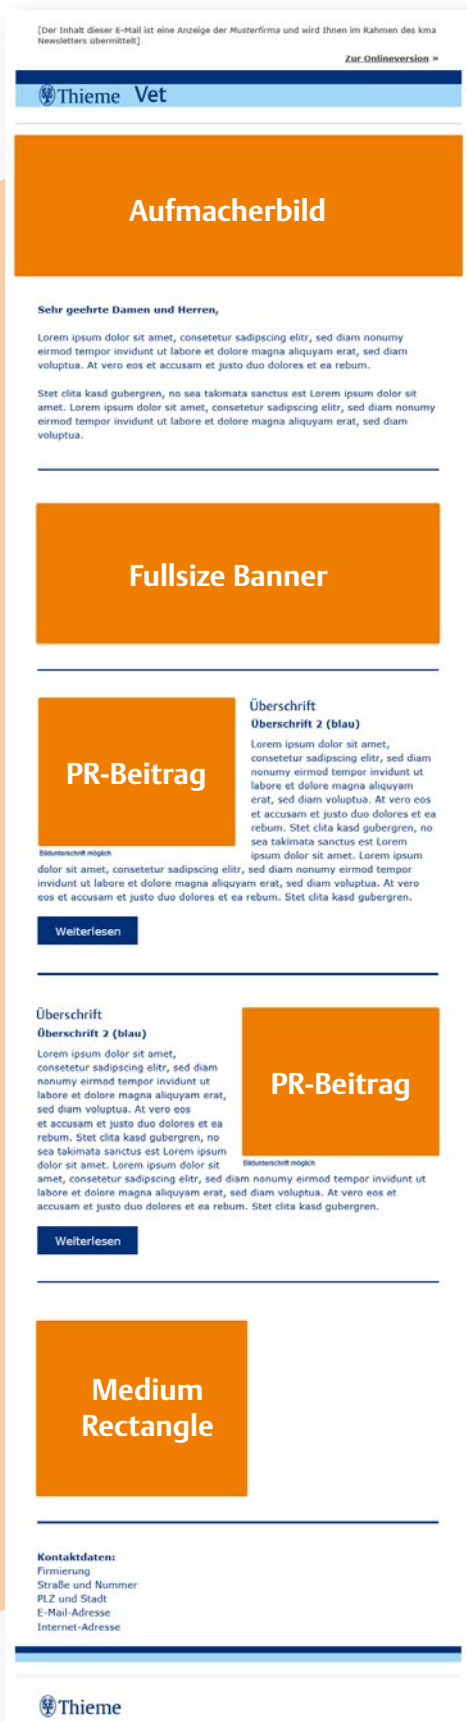 [Der Inhalt dieser E-Mail ist eine Anzeige der Musterfirma und wird Ihnen im Rahmen des kma
Newsletters übermittelt]
Zur Onlineversion »
Thieme Vet
Aufmacherbild
Sehr geehrte Damen und Herren,
Lorem ipsum dolor sit amet, consetetur sadipscing elitr, sed diam nonumy
eirmod tempor invidunt ut labore et dolore magna aliquyam erat, sed diam
voluptua. At vero eos et accusam et justo duo dolores et ea rebum.
Stet clita kasd gubergren, no sea takimata sanctus est Lorem ipsum dolor sit
amet. Lorem ipsum dolor sit amet, consetetur sadipscing elitr, sed diam nonumy
eirmod tempor invidunt ut labore et dolore magna aliquyam erat, sed diam
voluptua.
Fullsize Banner
PR-Beitrag
Bildunterschrift möglich
Überschrift
Überschrift 2 (blau)
Lorem ipsum dolor sit amet,
consetetur sadipscing elitr, sed diam
nonumy eirmod tempor invidunt ut
labore et dolore magna aliquyam
erat, sed diam voluptua. At vero eos
et accusam et justo duo dolores et ea
rebum. Stet clita kasd gubergren, no
sea takimata sanctus est Lorem
ipsum dolor sit amet. Lorem ipsum
dolor sit amet, consetetur sadipscing elitr, sed diam nonumy eirmod tempor
invidunt ut labore et dolore magna aliquyam erat, sed diam voluptua. At vero
eos et accusam et justo duo dolores et ea rebum. Stet clita kasd gubergren.
Weiterlesen
Überschrift
Überschrift 2 (blau)
Lorem ipsum dolor sit amet,
consetetur sadipscing elitr, sed diam
nonumy eirmod tempor invidunt ut
labore et dolore magna aliquyam erat,
sed diam voluptua. At vero eos
et accusam et justo duo dolores et ea
rebum. Stet clita kasd gubergren, no
sea takimata sanctus est Lorem ipsum
dolor sit amet. Lorem ipsum dolor sit
PR-Beitrag
Bildunterschrift möglich
amet, consetetur sadipscing elitr, sed diam nonumy eirmod tempor invidunt ut
labore et dolore magna aliquyam erat, sed diam voluptua. At vero eos et
accusam et justo duo dolores et ea rebum. Stet clita kasd gubergren.
Weiterlesen
Medium
Rectangle
Kontaktdaten:
Firmierung
Straße und Nummer
PLZ und Stadt
E-Mail-Adresse
Internet-Adresse
Thieme